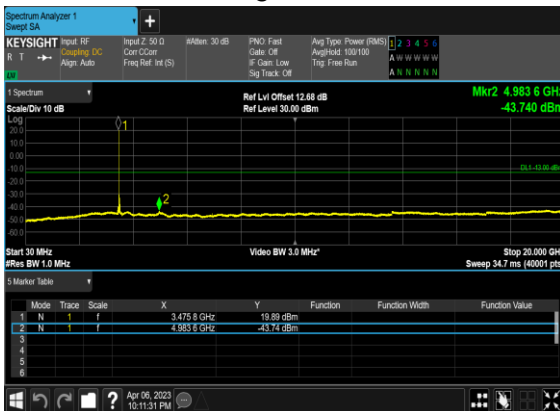 Spectrum Analyzer 1
Swept SA
KEYSIGHT Input: RF Input Z: 50 Ω #Atten: 30 dB PNO: Fast Avg Type: Power (RMS) 1 2 3 4 5 6
R T Coupling: DC Corr CCorr Gate: Off Avg|Hold: 100/100 A W W W W W
Align: Auto Freq Ref: Int (S) IF Gain: Low Trig: Free Run
Sig Track: Off A N N N N N
1 Spectrum Ref Lvl Offset 12.68 dB Mkr2 4.983 6 GHz
Scale/Div 10 dB Ref Level 30.00 dBm -43.740 dBm
Log
20.0
10.0
0.00
-10.0
-20.0
-30.0
-40.0
-50.0
-60.0
1
2
DL1 -13.00 dBm
Start 30 MHz Video BW 3.0 MHz* Stop 20.000 GH
#Res BW 1.0 MHz Sweep 34.7 ms (40001 pts
5 Marker Table
Mode Trace Scale X Y Function Function Width Function Value
1 N 1 f 3.475 8 GHz 19.89 dBm
2 N 1 f 4.983 6 GHz -43.74 dBm
3
4
5
6
? Apr 06, 2023
10:11:31 PM